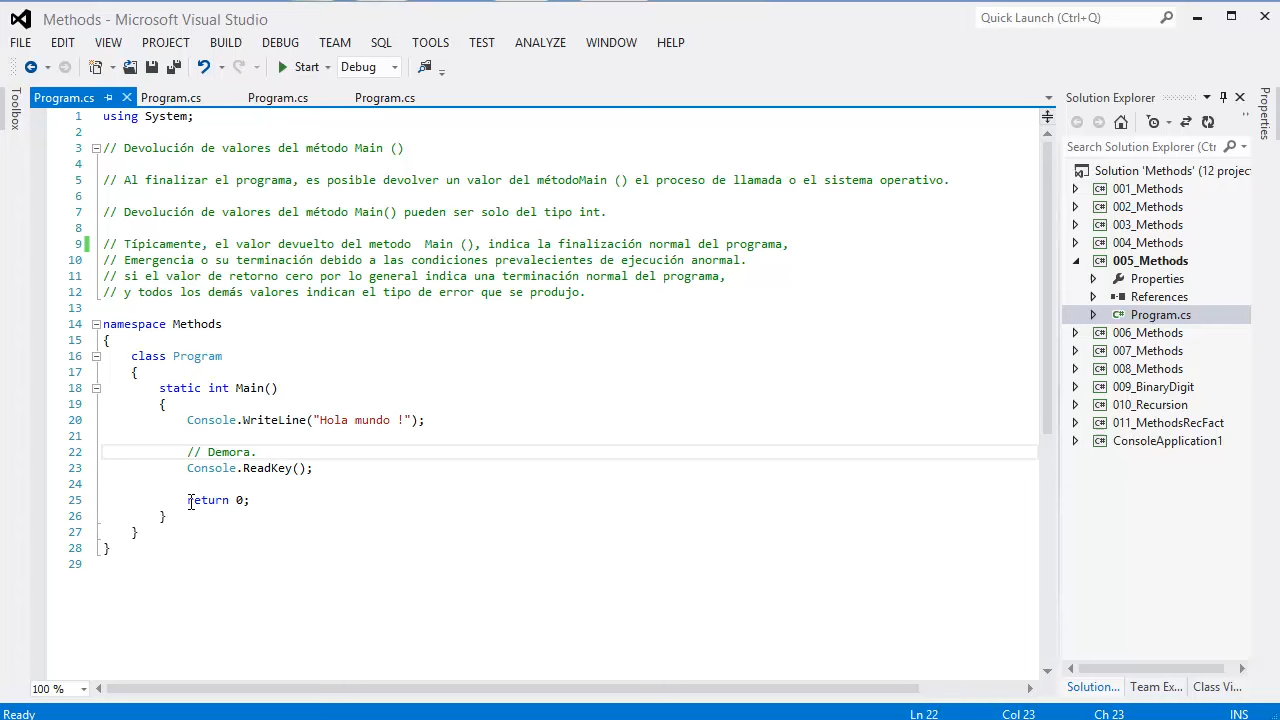 Methods - Microsoft Visual Studio
Quick Launch (Ctrl+Q)
FILE EDIT VIEW PROJECT BUILD DEBUG TEAM SQL TOOLS TEST ANALYZE WINDOW HELP
Start Debug
Toolbox
Program.cs Program.cs Program.cs Program.cs
1 using System;
2
3 // Devolución de valores del método Main ()
4
5 // Al finalizar el programa, es posible devolver un valor del métodoMain () el proceso de llamada o el sistema operativo.
6
7 // Devolución de valores del método Main() pueden ser solo del tipo int.
8
9 // Típicamente, el valor devuelto del metodo  Main (), indica la finalización normal del programa,
10 // Emergencia o su terminación debido a las condiciones prevalecientes de ejecución anormal.
11 // si el valor de retorno cero por lo general indica una terminación normal del programa,
12 // y todos los demás valores indican el tipo de error que se produjo.
13
14 namespace Methods
15 {
16 class Program
17 {
18 static int Main()
19 {
20 Console.WriteLine("Hola mundo !");
21
22 // Demora.
23 Console.ReadKey();
24
25 return 0;
26 }
27 }
28 }
29
100 %
Solution Explorer
Search Solution Explorer (Ctr
Solution 'Methods' (12 project
001_Methods
002_Methods
003_Methods
004_Methods
005_Methods
Properties
References
Program.cs
006_Methods
007_Methods
008_Methods
009_BinaryDigit
010_Recursion
011_MethodsRecFact
ConsoleApplication1
Solution... Team Ex... Class Vi...
Properties
Ready Ln 22 Col 23 Ch 23 INS